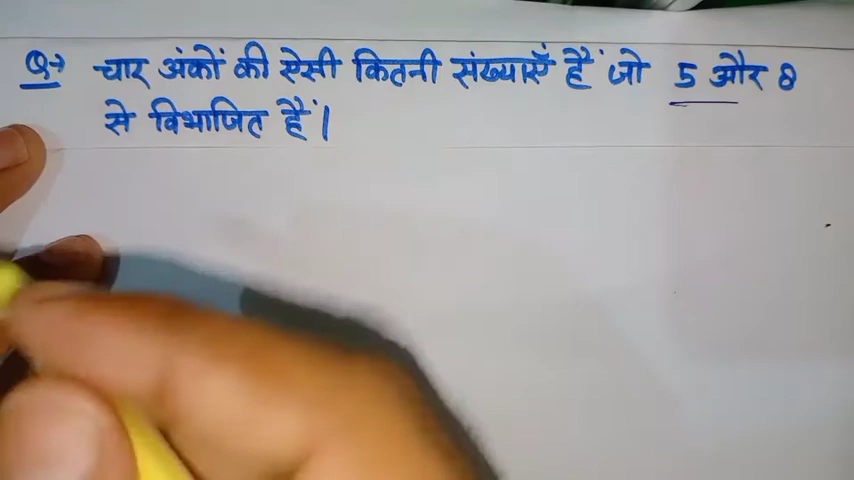 Q→ चार अंकों की ऐसी कितनी संख्याएँ हैं जो 5 और 8
से विभाजित हैं।